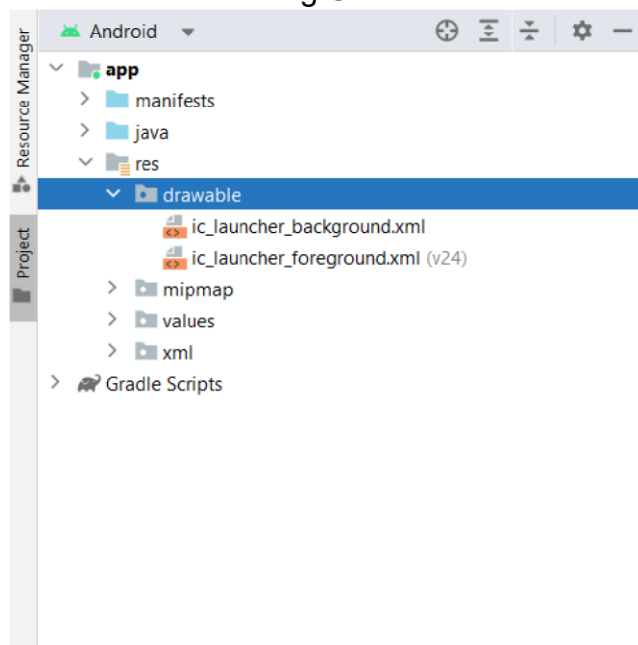 Android
app
manifests
java
res
drawable
ic_launcher_background.xml
ic_launcher_foreground.xml (v24)
mipmap
values
xml
Gradle Scripts
Resource Manager
Project